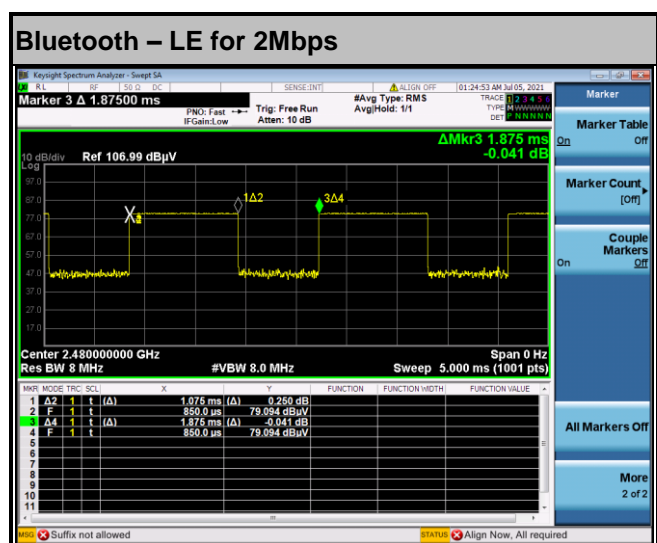 Bluetooth – LE for 2Mbps
Keysight Spectrum Analyzer - Swept SA
RL RF 50 Ω DC SENSE:INT ALIGN OFF 01:24:53 AM Jul 05, 2021
Marker 3 Δ 1.87500 ms
PNO: Fast
IFGain:Low
Trig: Free Run
Atten: 10 dB
#Avg Type: RMS
Avg|Hold: 1/1
TRACE 1 2 3 4 5 6
TYPE MWWWWW
DET P N N N N N
Marker
ΔMkr3 1.875 ms
-0.041 dB
10 dB/div Ref 106.99 dBµV
Log
97.0
87.0
77.0
67.0
57.0
47.0
37.0
27.0
17.0
1Δ2
3Δ4
Center 2.480000000 GHz
Span 0 Hz
Res BW 8 MHz
#VBW 8.0 MHz
Sweep 5.000 ms (1001 pts)
MKR MODE TRC SCL X Y FUNCTION FUNCTION WIDTH FUNCTION VALUE
1 Δ2 1 t (Δ) 1.075 ms (Δ) 0.250 dB
2 F 1 t 850.0 µs 79.094 dBµV
3 Δ4 1 t (Δ) 1.875 ms (Δ) -0.041 dB
4 F 1 t 850.0 µs 79.094 dBµV
5
6
7
8
9
10
11
Marker Table
On Off
Marker Count
[Off]
Couple
Markers
On Off
All Markers Off
More
2 of 2
MSG Suffix not allowed
STATUS Align Now, All required